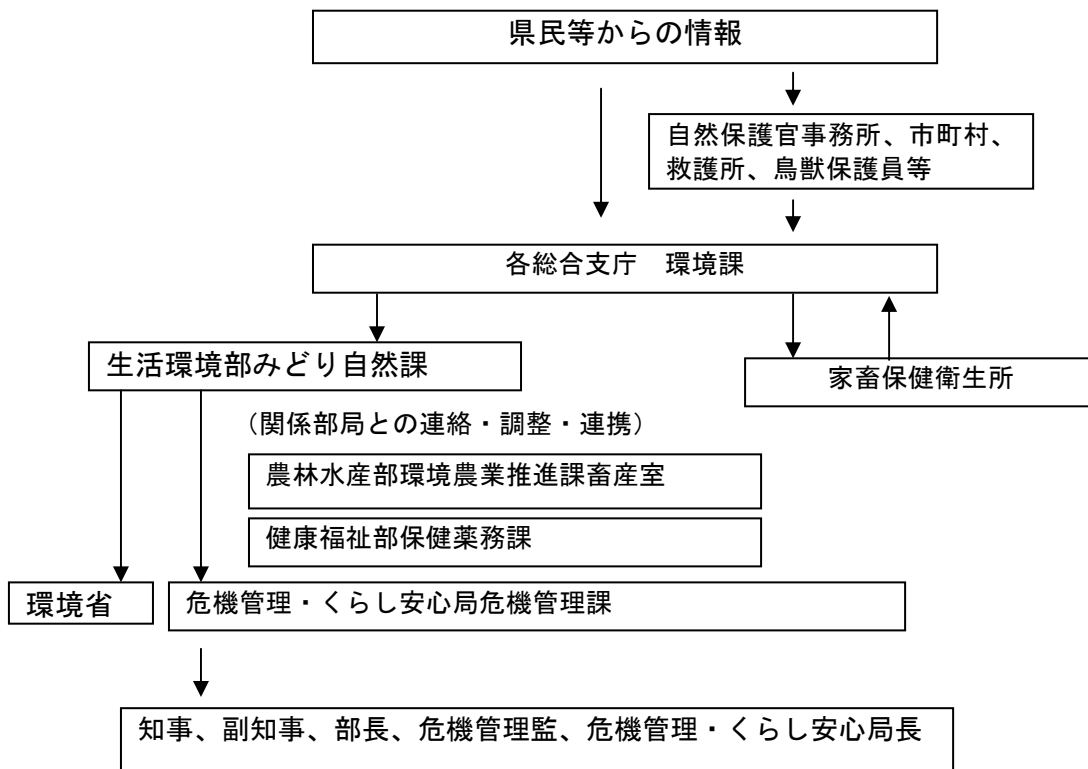 県民等からの情報
自然保護官事務所、市町村、
救護所、鳥獣保護員等
各総合支庁　環境課
生活環境部みどり自然課
家畜保健衛生所
（関係部局との連絡・調整・連携）
農林水産部環境農業推進課畜産室
健康福祉部保健薬務課
環境省
危機管理・くらし安心局危機管理課
知事、副知事、部長、危機管理監、危機管理・くらし安心局長